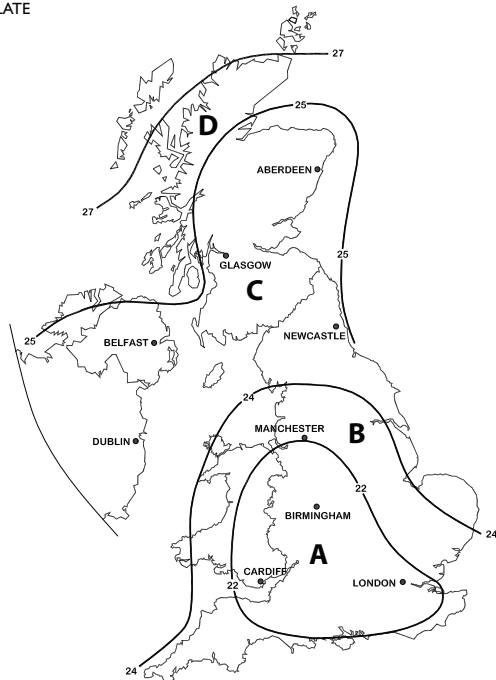 LATE
27
D
25
ABERDEEN
27
25
GLASGOW
C
NEWCASTLE
25
BELFAST
24
MANCHESTER
B
DUBLIN
22
BIRMINGHAM
24
A
CARDIFF
22
LONDON
24